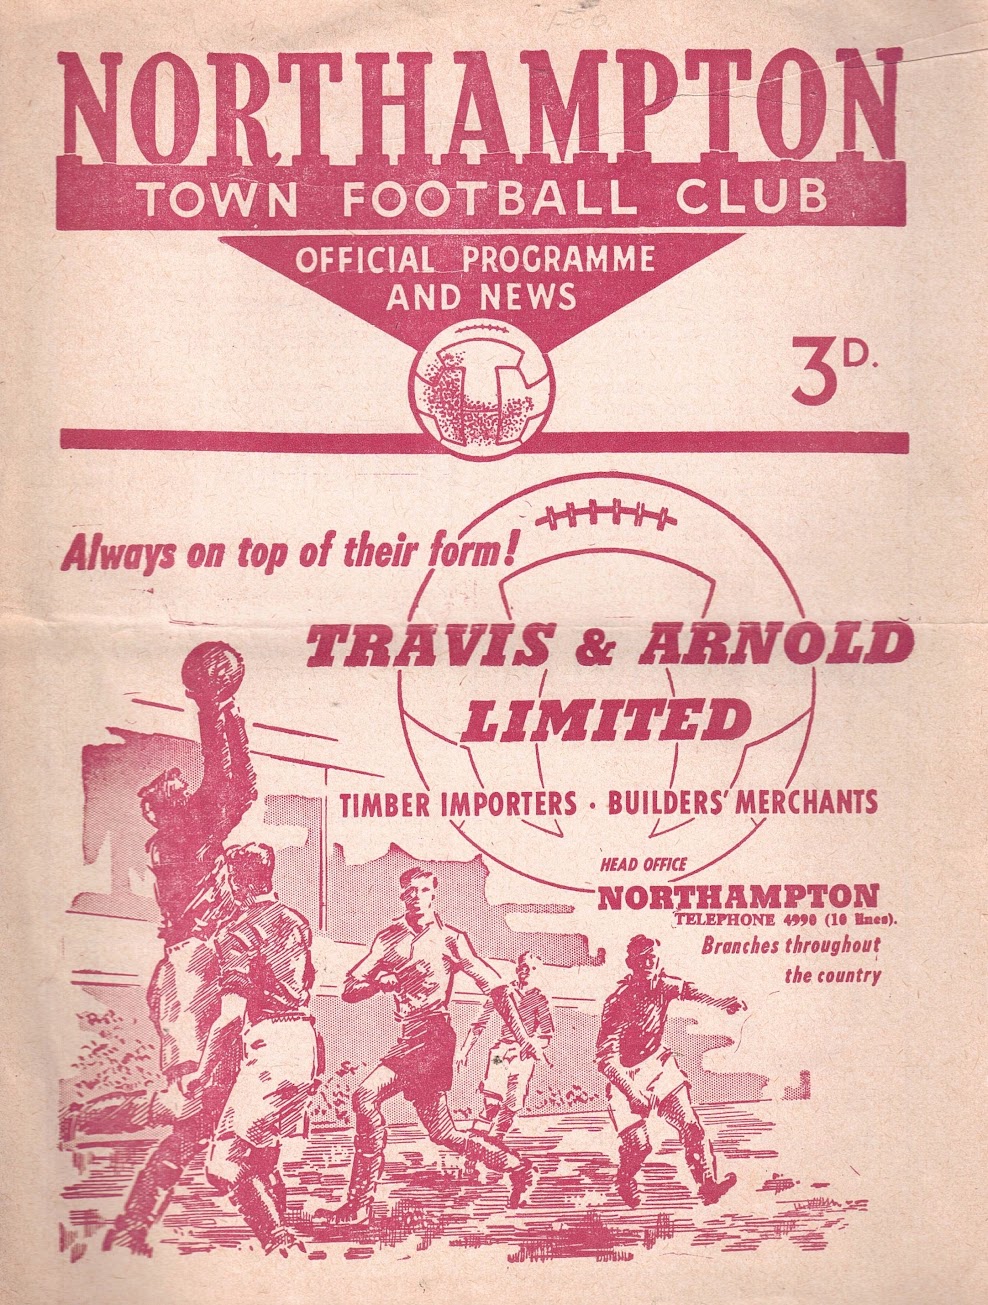 NORTHAMPTON
TOWN FOOTBALL CLUB
OFFICIAL PROGRAMME
AND NEWS
3D.
Always on top of their form!
TRAVIS & ARNOLD
LIMITED
TIMBER IMPORTERS · BUILDERS' MERCHANTS
HEAD OFFICE
NORTHAMPTON
TELEPHONE 4990 (10 lines).
Branches throughout
the country